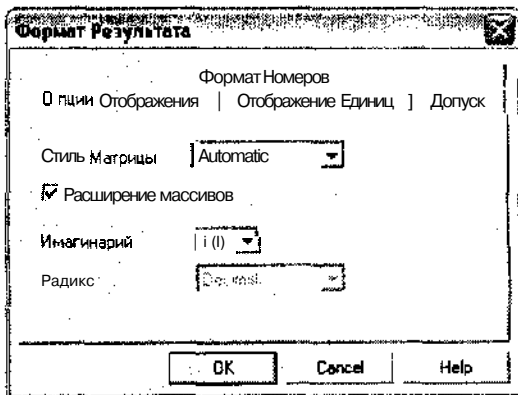 Формат Результата
Формат Номеров
Опции Отображения | Отображение Единиц ] Допуск
Стиль Матрицы Automatic
Расширение массивов
Имагинарий i (I)
Радикс Decimal
OK Cancel Help